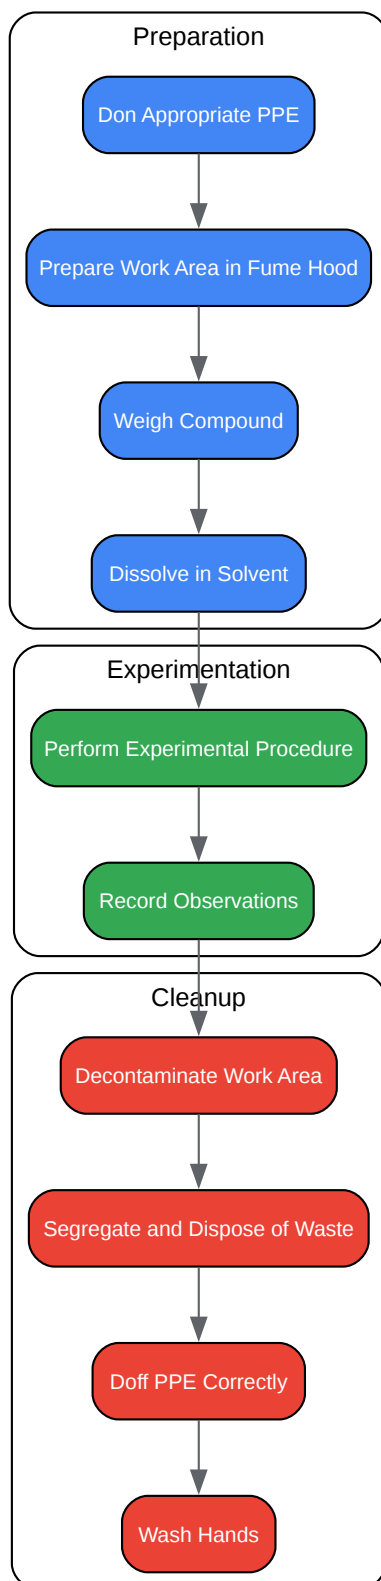 Preparation
Don Appropriate PPE
Prepare Work Area in Fume Hood
Weigh Compound
Dissolve in Solvent
Experimentation
Perform Experimental Procedure
Record Observations
Cleanup
Decontaminate Work Area
Segregate and Dispose of Waste
Doff PPE Correctly
Wash Hands